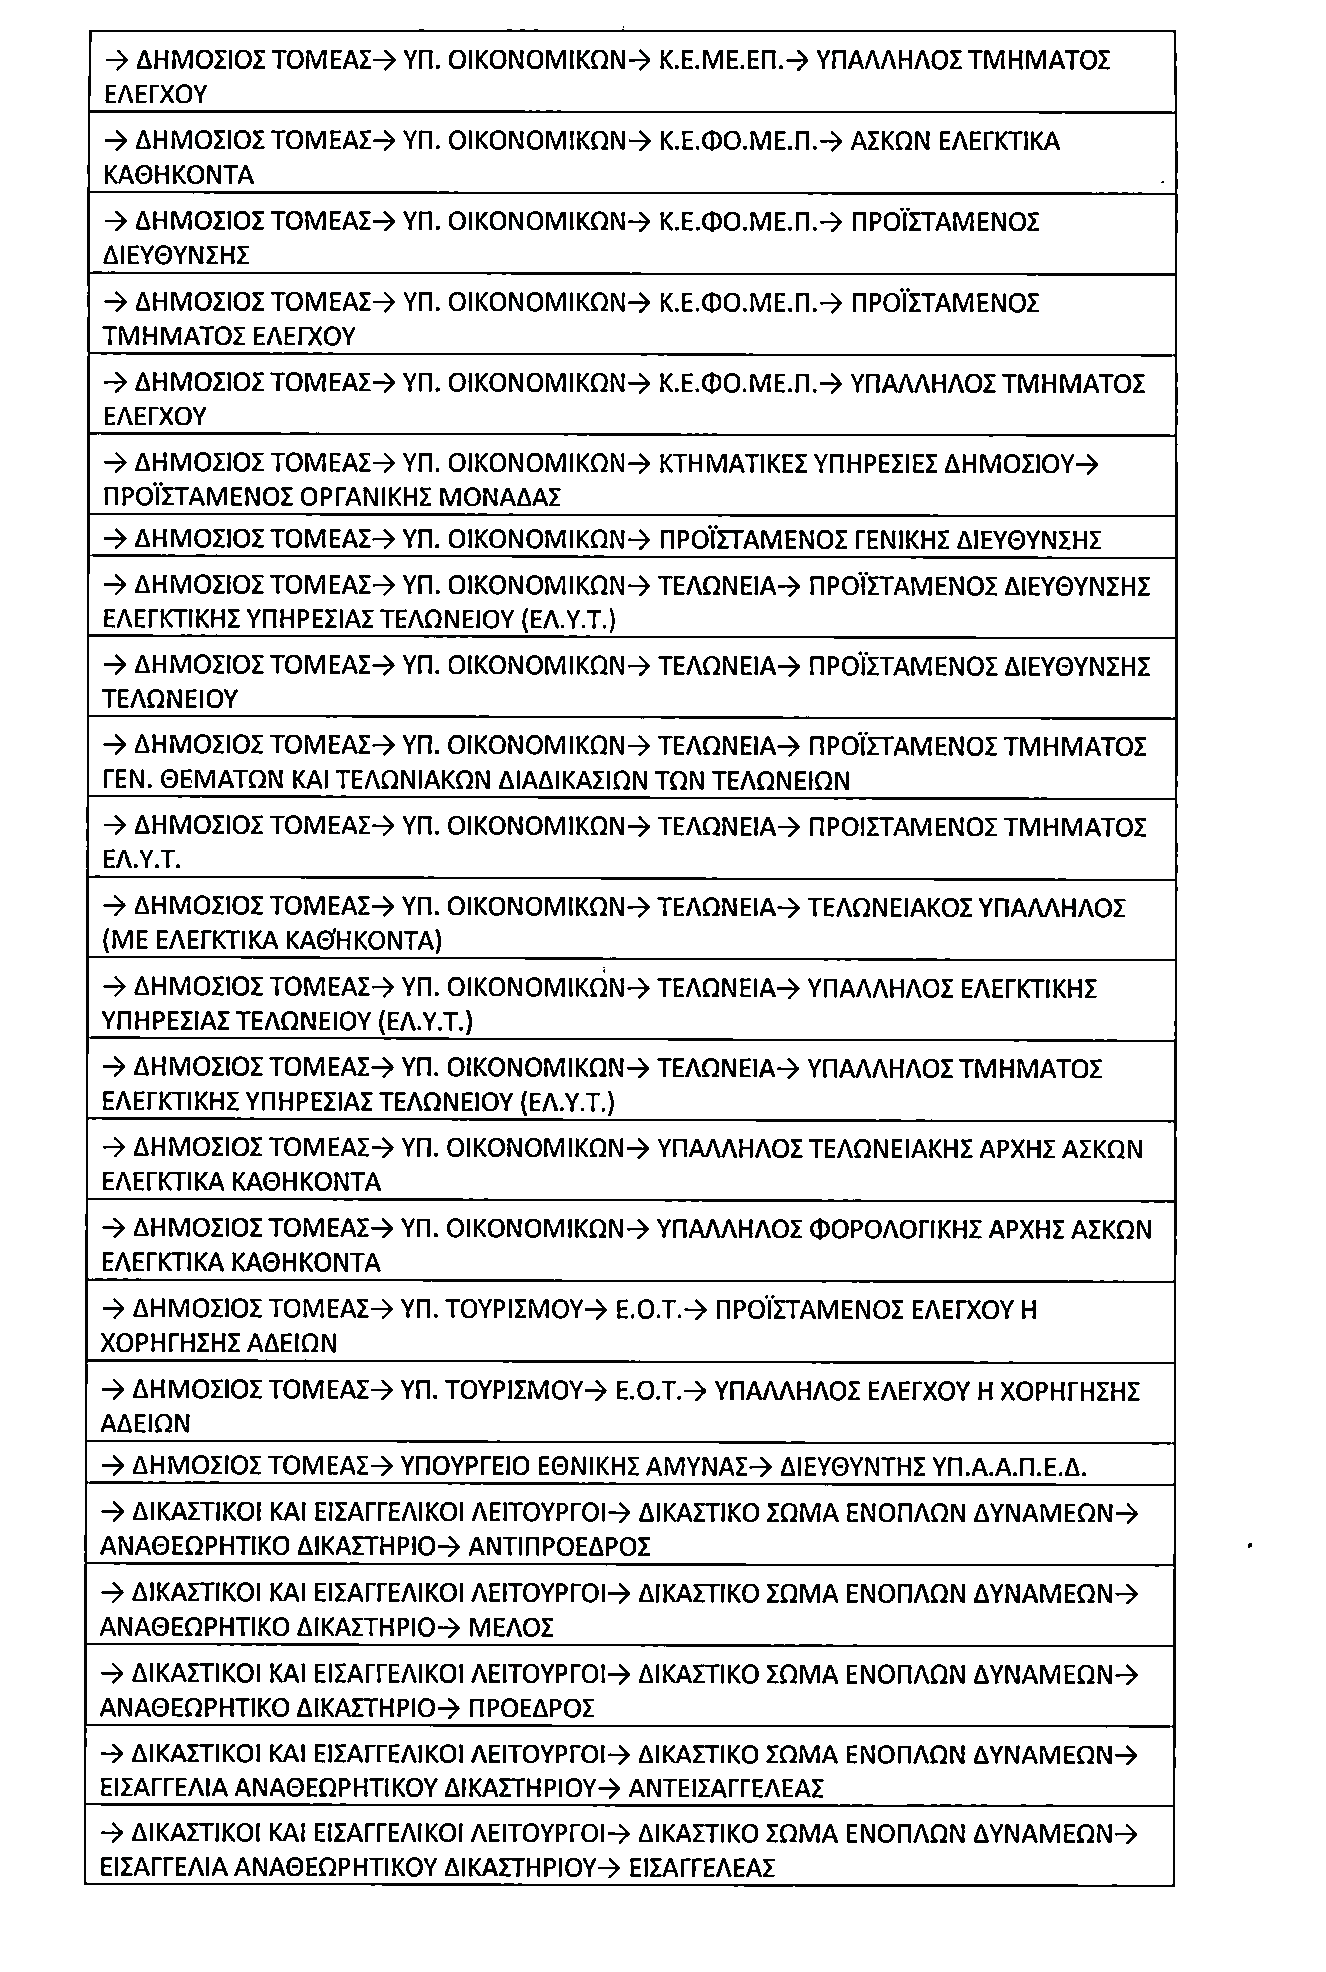 → ΔΗΜΟΣΙΟΣ ΤΟΜΕΑΣ→ ΥΠ. ΟΙΚΟΝΟΜΙΚΩΝ→ Κ.Ε.ΜΕ.ΕΠ.→ ΥΠΑΛΛΗΛΟΣ ΤΜΗΜΑΤΟΣ
ΕΛΕΓΧΟΥ
→ ΔΗΜΟΣΙΟΣ ΤΟΜΕΑΣ→ ΥΠ. ΟΙΚΟΝΟΜΙΚΩΝ→ Κ.Ε.ΦΟ.ΜΕ.Π.→ ΑΣΚΩΝ ΕΛΕΓΚΤΙΚΑ
ΚΑΘΗΚΟΝΤΑ
→ ΔΗΜΟΣΙΟΣ ΤΟΜΕΑΣ→ ΥΠ. ΟΙΚΟΝΟΜΙΚΩΝ→ Κ.Ε.ΦΟ.ΜΕ.Π.→ ΠΡΟΪΣΤΑΜΕΝΟΣ
ΔΙΕΥΘΥΝΣΗΣ
→ ΔΗΜΟΣΙΟΣ ΤΟΜΕΑΣ→ ΥΠ. ΟΙΚΟΝΟΜΙΚΩΝ→ Κ.Ε.ΦΟ.ΜΕ.Π.→ ΠΡΟΪΣΤΑΜΕΝΟΣ
ΤΜΗΜΑΤΟΣ ΕΛΕΓΧΟΥ
→ ΔΗΜΟΣΙΟΣ ΤΟΜΕΑΣ→ ΥΠ. ΟΙΚΟΝΟΜΙΚΩΝ→ Κ.Ε.ΦΟ.ΜΕ.Π.→ ΥΠΑΛΛΗΛΟΣ ΤΜΗΜΑΤΟΣ
ΕΛΕΓΧΟΥ
→ ΔΗΜΟΣΙΟΣ ΤΟΜΕΑΣ→ ΥΠ. ΟΙΚΟΝΟΜΙΚΩΝ→ ΚΤΗΜΑΤΙΚΕΣ ΥΠΗΡΕΣΙΕΣ ΔΗΜΟΣΙΟΥ→
ΠΡΟΪΣΤΑΜΕΝΟΣ ΟΡΓΑΝΙΚΗΣ ΜΟΝΑΔΑΣ
→ ΔΗΜΟΣΙΟΣ ΤΟΜΕΑΣ→ ΥΠ. ΟΙΚΟΝΟΜΙΚΩΝ→ ΠΡΟΪΣΤΑΜΕΝΟΣ ΓΕΝΙΚΗΣ ΔΙΕΥΘΥΝΣΗΣ
→ ΔΗΜΟΣΙΟΣ ΤΟΜΕΑΣ→ ΥΠ. ΟΙΚΟΝΟΜΙΚΩΝ→ ΤΕΛΩΝΕΙΑ→ ΠΡΟΪΣΤΑΜΕΝΟΣ ΔΙΕΥΘΥΝΣΗΣ
ΕΛΕΓΚΤΙΚΗΣ ΥΠΗΡΕΣΙΑΣ ΤΕΛΩΝΕΙΟΥ (ΕΛ.Υ.Τ.)
→ ΔΗΜΟΣΙΟΣ ΤΟΜΕΑΣ→ ΥΠ. ΟΙΚΟΝΟΜΙΚΩΝ→ ΤΕΛΩΝΕΙΑ→ ΠΡΟΪΣΤΑΜΕΝΟΣ ΔΙΕΥΘΥΝΣΗΣ
ΤΕΛΩΝΕΙΟΥ
→ ΔΗΜΟΣΙΟΣ ΤΟΜΕΑΣ→ ΥΠ. ΟΙΚΟΝΟΜΙΚΩΝ→ ΤΕΛΩΝΕΙΑ→ ΠΡΟΪΣΤΑΜΕΝΟΣ ΤΜΗΜΑΤΟΣ
ΓΕΝ. ΘΕΜΑΤΩΝ ΚΑΙ ΤΕΛΩΝΙΑΚΩΝ ΔΙΑΔΙΚΑΣΙΩΝ ΤΩΝ ΤΕΛΩΝΕΙΩΝ
→ ΔΗΜΟΣΙΟΣ ΤΟΜΕΑΣ→ ΥΠ. ΟΙΚΟΝΟΜΙΚΩΝ→ ΤΕΛΩΝΕΙΑ→ ΠΡΟΙΣΤΑΜΕΝΟΣ ΤΜΗΜΑΤΟΣ
ΕΛ.Υ.Τ.
→ ΔΗΜΟΣΙΟΣ ΤΟΜΕΑΣ→ ΥΠ. ΟΙΚΟΝΟΜΙΚΩΝ→ ΤΕΛΩΝΕΙΑ→ ΤΕΛΩΝΕΙΑΚΟΣ ΥΠΑΛΛΗΛΟΣ
(ΜΕ ΕΛΕΓΚΤΙΚΑ ΚΑΘΗΚΟΝΤΑ)
→ ΔΗΜΟΣΙΟΣ ΤΟΜΕΑΣ→ ΥΠ. ΟΙΚΟΝΟΜΙΚΩΝ→ ΤΕΛΩΝΕΙΑ→ ΥΠΑΛΛΗΛΟΣ ΕΛΕΓΚΤΙΚΗΣ
ΥΠΗΡΕΣΙΑΣ ΤΕΛΩΝΕΙΟΥ (ΕΛ.Υ.Τ.)
→ ΔΗΜΟΣΙΟΣ ΤΟΜΕΑΣ→ ΥΠ. ΟΙΚΟΝΟΜΙΚΩΝ→ ΤΕΛΩΝΕΙΑ→ ΥΠΑΛΛΗΛΟΣ ΤΜΗΜΑΤΟΣ
ΕΛΕΓΚΤΙΚΗΣ ΥΠΗΡΕΣΙΑΣ ΤΕΛΩΝΕΙΟΥ (ΕΛ.Υ.Τ.)
→ ΔΗΜΟΣΙΟΣ ΤΟΜΕΑΣ→ ΥΠ. ΟΙΚΟΝΟΜΙΚΩΝ→ ΥΠΑΛΛΗΛΟΣ ΤΕΛΩΝΕΙΑΚΗΣ ΑΡΧΗΣ ΑΣΚΩΝ
ΕΛΕΓΚΤΙΚΑ ΚΑΘΗΚΟΝΤΑ
→ ΔΗΜΟΣΙΟΣ ΤΟΜΕΑΣ→ ΥΠ. ΟΙΚΟΝΟΜΙΚΩΝ→ ΥΠΑΛΛΗΛΟΣ ΦΟΡΟΛΟΓΙΚΗΣ ΑΡΧΗΣ ΑΣΚΩΝ
ΕΛΕΓΚΤΙΚΑ ΚΑΘΗΚΟΝΤΑ
→ ΔΗΜΟΣΙΟΣ ΤΟΜΕΑΣ→ ΥΠ. ΤΟΥΡΙΣΜΟΥ→ Ε.Ο.Τ.→ ΠΡΟΪΣΤΑΜΕΝΟΣ ΕΛΕΓΧΟΥ Η
ΧΟΡΗΓΗΣΗΣ ΑΔΕΙΩΝ
→ ΔΗΜΟΣΙΟΣ ΤΟΜΕΑΣ→ ΥΠ. ΤΟΥΡΙΣΜΟΥ→ Ε.Ο.Τ.→ ΥΠΑΛΛΗΛΟΣ ΕΛΕΓΧΟΥ Η ΧΟΡΗΓΗΣΗΣ
ΑΔΕΙΩΝ
→ ΔΗΜΟΣΙΟΣ ΤΟΜΕΑΣ→ ΥΠΟΥΡΓΕΙΟ ΕΘΝΙΚΗΣ ΑΜΥΝΑΣ→ ΔΙΕΥΘΥΝΤΗΣ ΥΠ.Α.Α.Π.Ε.Δ.
→ ΔΙΚΑΣΤΙΚΟΙ ΚΑΙ ΕΙΣΑΓΓΕΛΙΚΟΙ ΛΕΙΤΟΥΡΓΟΙ→ ΔΙΚΑΣΤΙΚΟ ΣΩΜΑ ΕΝΟΠΛΩΝ ΔΥΝΑΜΕΩΝ→
ΑΝΑΘΕΩΡΗΤΙΚΟ ΔΙΚΑΣΤΗΡΙΟ→ ΑΝΤΙΠΡΟΕΔΡΟΣ
→ ΔΙΚΑΣΤΙΚΟΙ ΚΑΙ ΕΙΣΑΓΓΕΛΙΚΟΙ ΛΕΙΤΟΥΡΓΟΙ→ ΔΙΚΑΣΤΙΚΟ ΣΩΜΑ ΕΝΟΠΛΩΝ ΔΥΝΑΜΕΩΝ→
ΑΝΑΘΕΩΡΗΤΙΚΟ ΔΙΚΑΣΤΗΡΙΟ→ ΜΕΛΟΣ
→ ΔΙΚΑΣΤΙΚΟΙ ΚΑΙ ΕΙΣΑΓΓΕΛΙΚΟΙ ΛΕΙΤΟΥΡΓΟΙ→ ΔΙΚΑΣΤΙΚΟ ΣΩΜΑ ΕΝΟΠΛΩΝ ΔΥΝΑΜΕΩΝ→
ΑΝΑΘΕΩΡΗΤΙΚΟ ΔΙΚΑΣΤΗΡΙΟ→ ΠΡΟΕΔΡΟΣ
→ ΔΙΚΑΣΤΙΚΟΙ ΚΑΙ ΕΙΣΑΓΓΕΛΙΚΟΙ ΛΕΙΤΟΥΡΓΟΙ→ ΔΙΚΑΣΤΙΚΟ ΣΩΜΑ ΕΝΟΠΛΩΝ ΔΥΝΑΜΕΩΝ→
ΕΙΣΑΓΓΕΛΙΑ ΑΝΑΘΕΩΡΗΤΙΚΟΥ ΔΙΚΑΣΤΗΡΙΟΥ→ ΑΝΤΕΙΣΑΓΓΕΛΕΑΣ
→ ΔΙΚΑΣΤΙΚΟΙ ΚΑΙ ΕΙΣΑΓΓΕΛΙΚΟΙ ΛΕΙΤΟΥΡΓΟΙ→ ΔΙΚΑΣΤΙΚΟ ΣΩΜΑ ΕΝΟΠΛΩΝ ΔΥΝΑΜΕΩΝ→
ΕΙΣΑΓΓΕΛΙΑ ΑΝΑΘΕΩΡΗΤΙΚΟΥ ΔΙΚΑΣΤΗΡΙΟΥ→ ΕΙΣΑΓΓΕΛΕΑΣ